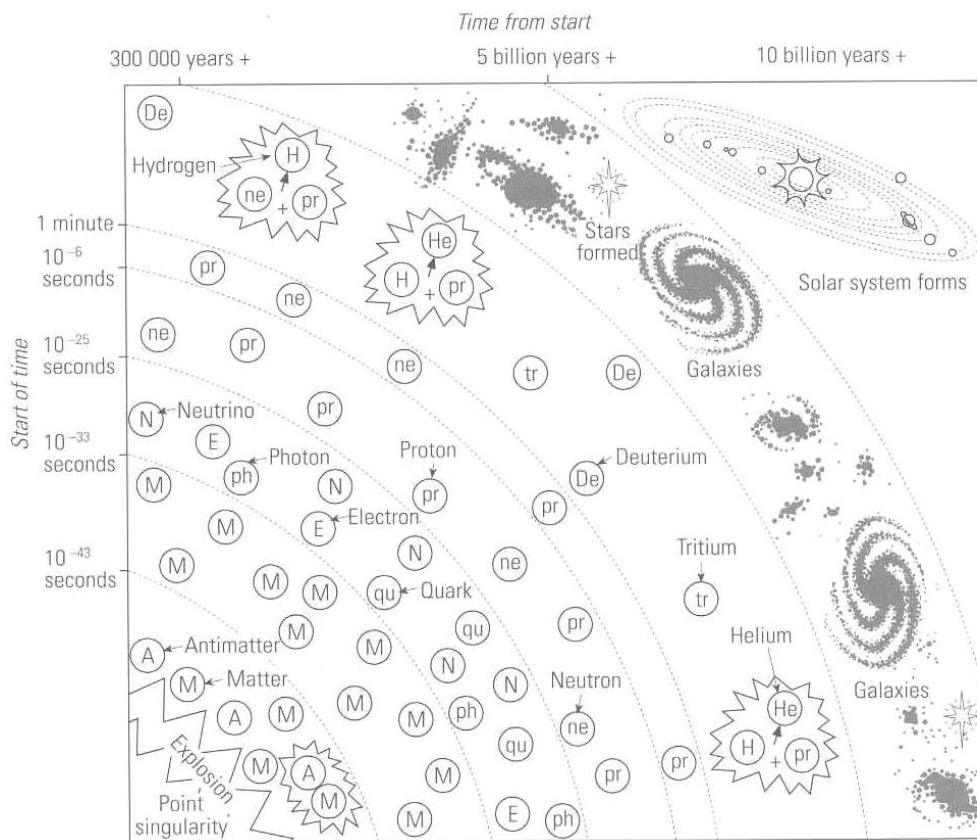 Time from start
300 000 years +
5 billion years +
10 billion years +
De
Hydrogen
H
ne
+
pr
He
H
+
pr
Stars
formed
Solar system forms
Start of time
1 minute
10⁻⁶
seconds
pr
ne
ne
pr
ne
tr
De
Galaxies
10⁻²⁵
seconds
N
Neutrino
pr
E
10⁻³³
seconds
Photon
Proton
Deuterium
M
ph
N
pr
De
pr
M
E
Electron
N
ne
Tritium
10⁻⁴³
seconds
M
M
M
qu
Quark
tr
M
qu
pr
A
Antimatter
M
N
Helium
M
Matter
N
Neutron
Galaxies
A
M
M
M
ph
ne
He
qu
H
+
pr
Explosion
M
A
M
M
pr
pr
Point
singularity
M
E
ph